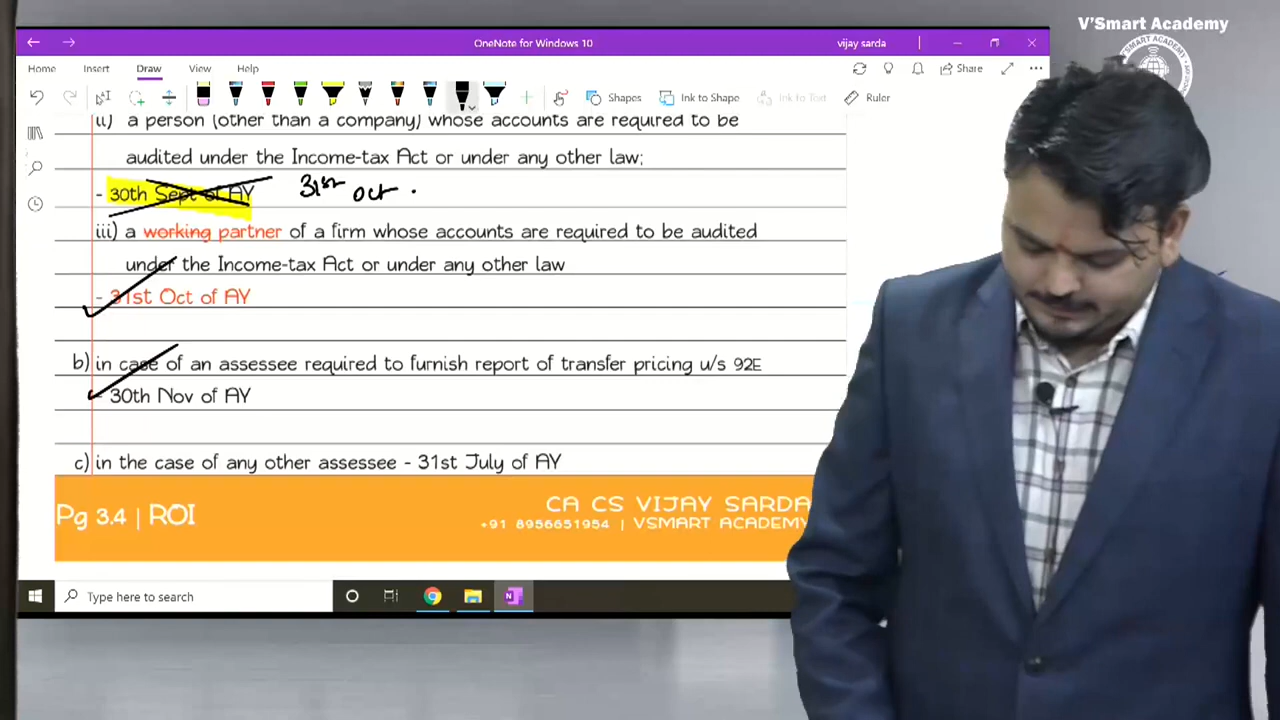 V'Smart Academy
OneNote for Windows 10
vijay sarda
Home Insert Draw View Help
Share
Shapes Ink to Shape Ink to Text Ruler
ii) a person (other than a company) whose accounts are required to be
audited under the Income-tax Act or under any other law;
- 30th Sept of AY 31st Oct.
iii) a working partner of a firm whose accounts are required to be audited
under the Income-tax Act or under any other law
- 31st Oct of AY
b) in case of an assessee required to furnish report of transfer pricing u/s 92E
- 30th Nov of AY
c) in the case of any other assessee - 31st July of AY
Pg 3.4 | ROI
CA CS VIJAY SARDA
+91 8956651954 | VSMART ACADEMY
Type here to search